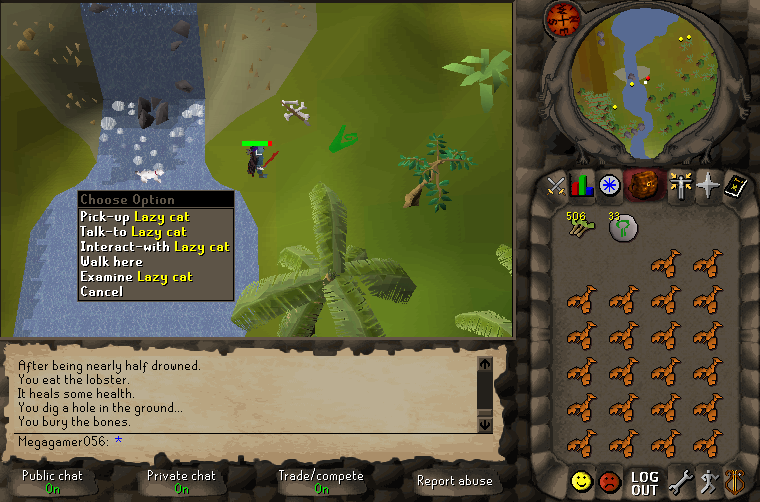 506
33
Choose Option
Pick-up Lazy cat
Talk-to Lazy cat
Interact-with Lazy cat
Walk here
Examine Lazy cat
Cancel
After being nearly half drowned.
You eat the lobster.
It heals some health.
You dig a hole in the ground...
You bury the bones.
Megagamer056: *
Public chat
On
Private chat
On
Trade/compete
On
Report abuse
LOG
OUT